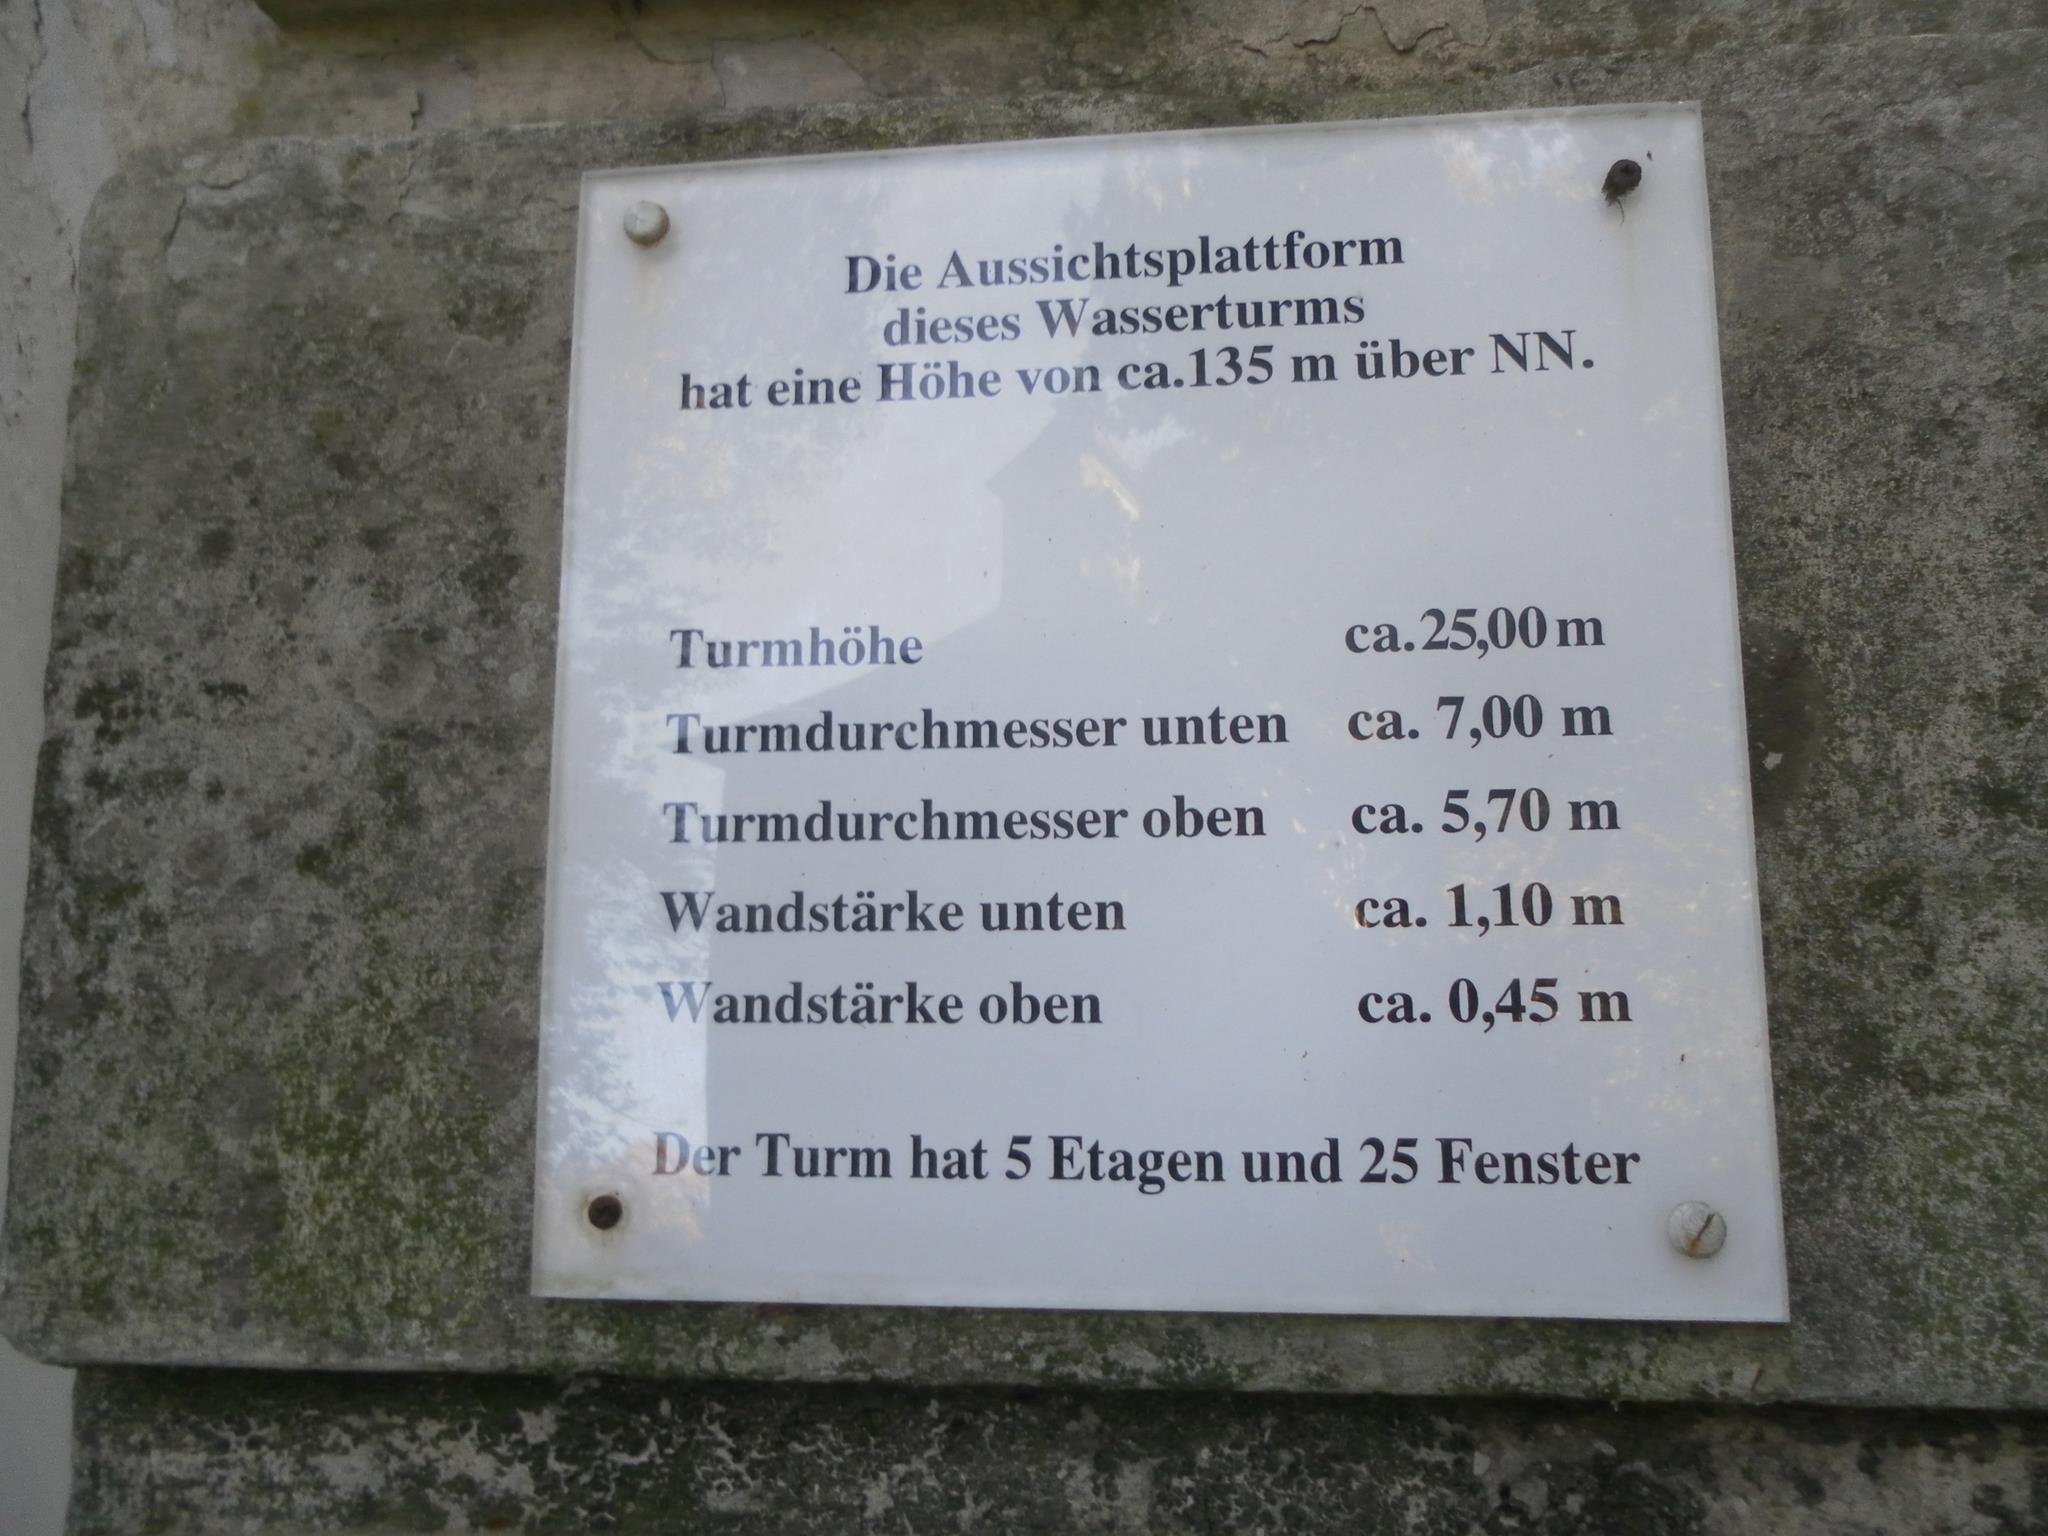 Die Aussichtsplattform
dieses Wasserturms
hat eine Höhe von ca.135 m über NN.
Turmhöhe ca.25,00 m
Turmdurchmesser unten ca. 7,00 m
Turmdurchmesser oben ca. 5,70 m
Wandstärke unten ca. 1,10 m
Wandstärke oben ca. 0,45 m
Der Turm hat 5 Etagen und 25 Fenster